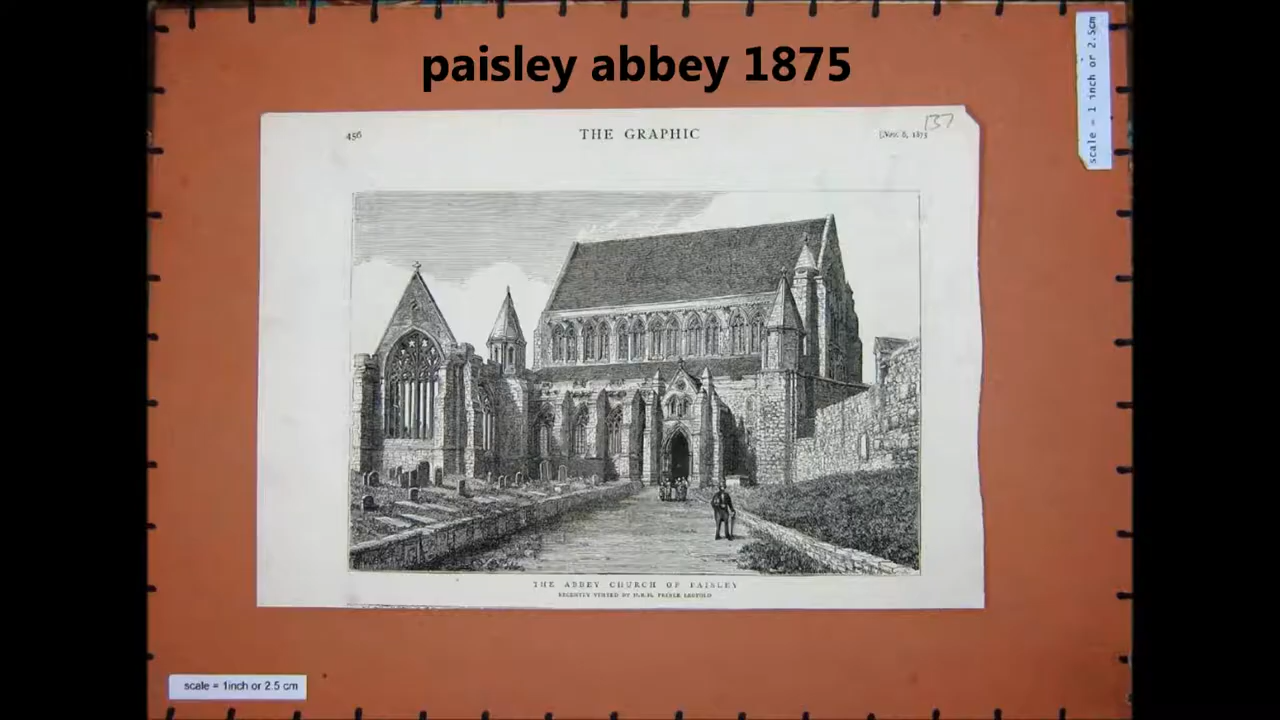 paisley abbey 1875
scale = 1 inch or 2.5cm
137
456
THE GRAPHIC
[Nov. 8, 1873
THE ABBEY CHURCH OF PAISLEY
RECENTLY VISITED BY H.R.H. PRINCE LEOPOLD
scale = 1inch or 2.5 cm